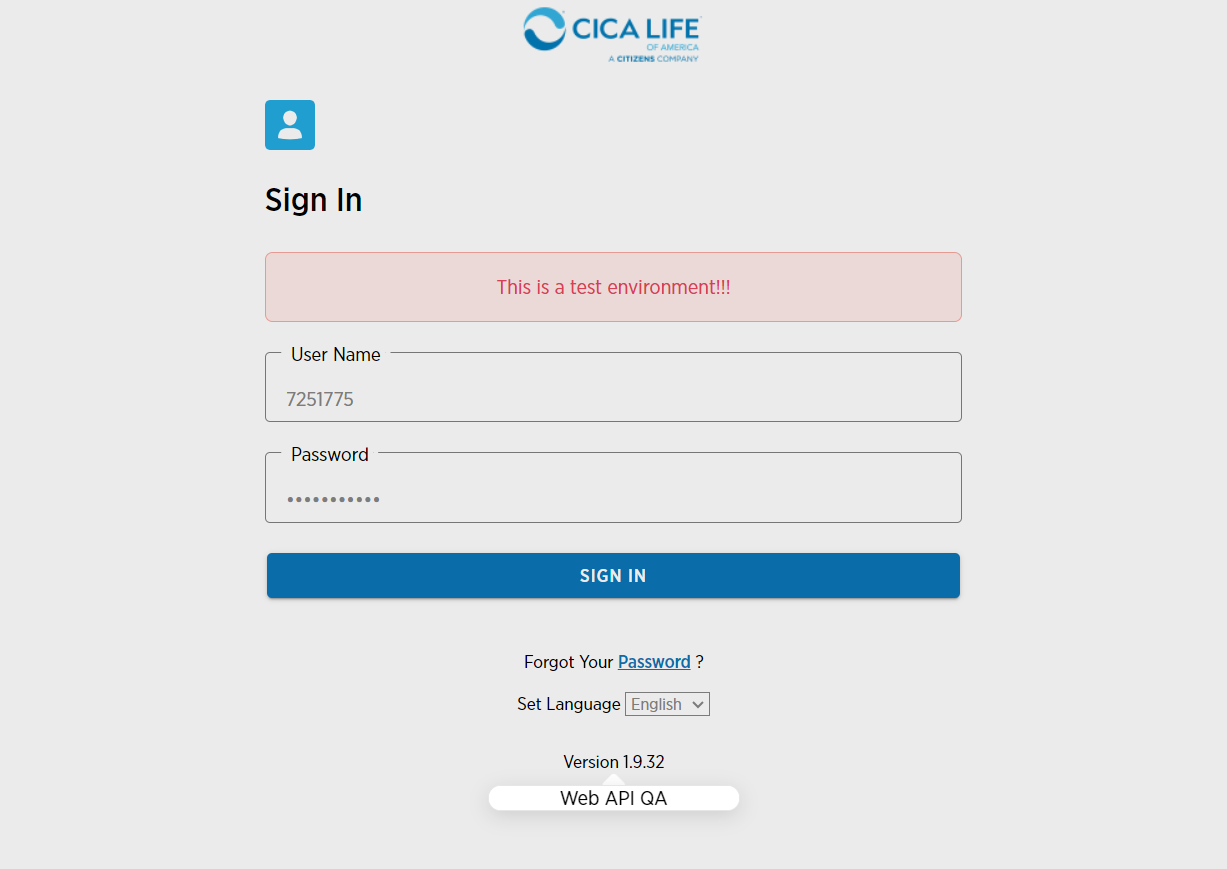 CICA LIFE
OF AMERICA
A CITIZENS COMPANY
Sign In
This is a test environment!!!
User Name
7251775
Password
•••••••••••
SIGN IN
Forgot Your Password ?
Set Language English
Version 1.9.32
Web API QA